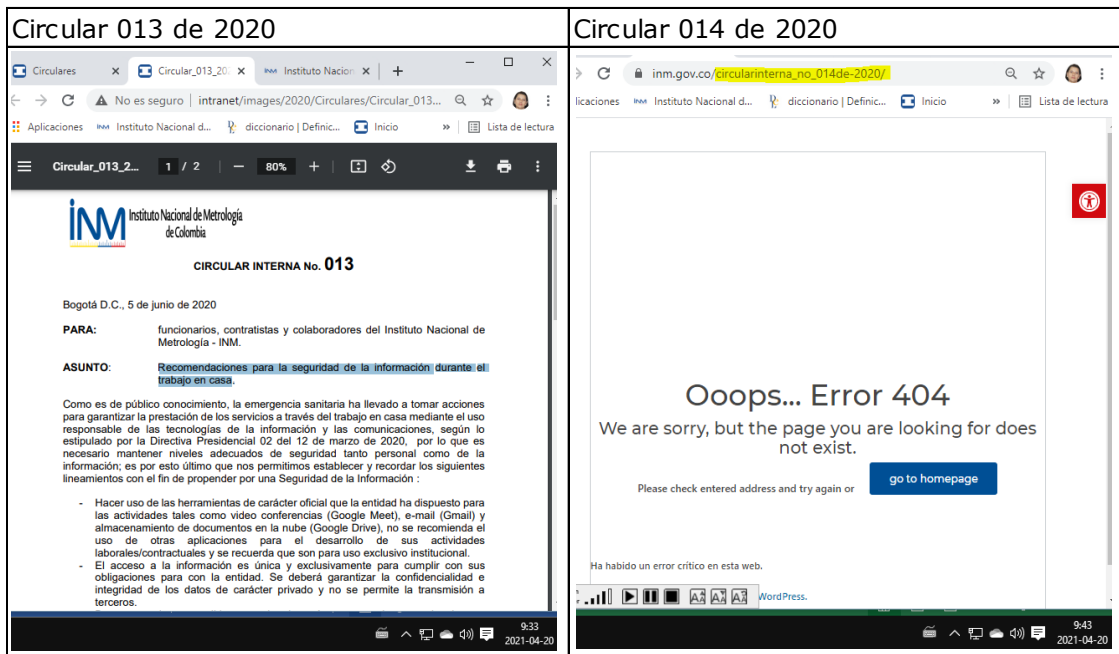 Circular 013 de 2020
Circulares
Circular_013_20
INM Instituto Nacion
No es seguro | intranet/images/2020/Circulares/Circular_013...
Aplicaciones INM Instituto Nacional d... diccionario | Definic... Inicio » Lista de lectura
Circular_013_2... 1 / 2 80%
INM Instituto Nacional de Metrología
de Colombia
CIRCULAR INTERNA No. 013
Bogotá D.C., 5 de junio de 2020
PARA: funcionarios, contratistas y colaboradores del Instituto Nacional de
Metrología - INM.
ASUNTO: Recomendaciones para la seguridad de la información durante el
trabajo en casa.
Como es de público conocimiento, la emergencia sanitaria ha llevado a tomar acciones
para garantizar la prestación de los servicios a través del trabajo en casa mediante el uso
responsable de las tecnologías de la información y las comunicaciones, según lo
estipulado por la Directiva Presidencial 02 del 12 de marzo de 2020, por lo que es
necesario mantener niveles adecuados de seguridad tanto personal como de la
información; es por esto último que nos permitimos establecer y recordar los siguientes
lineamientos con el fin de propender por una Seguridad de la Información :
- Hacer uso de las herramientas de carácter oficial que la entidad ha dispuesto para
las actividades tales como video conferencias (Google Meet), e-mail (Gmail) y
almacenamiento de documentos en la nube (Google Drive), no se recomienda el
uso de otras aplicaciones para el desarrollo de sus actividades
laborales/contractuales y se recuerda que son para uso exclusivo institucional.
- El acceso a la información es única y exclusivamente para cumplir con sus
obligaciones para con la entidad. Se deberá garantizar la confidencialidad e
integridad de los datos de carácter privado y no se permite la transmisión a
terceros.
9:33
2021-04-20
Circular 014 de 2020
inm.gov.co/circularinterna_no_014de-2020/
licaciones INM Instituto Nacional d... diccionario | Definic... Inicio » Lista de lectura
Ooops... Error 404
We are sorry, but the page you are looking for does
not exist.
Please check entered address and try again or go to homepage
Ha habido un error crítico en esta web.
WordPress.
9:43
2021-04-20